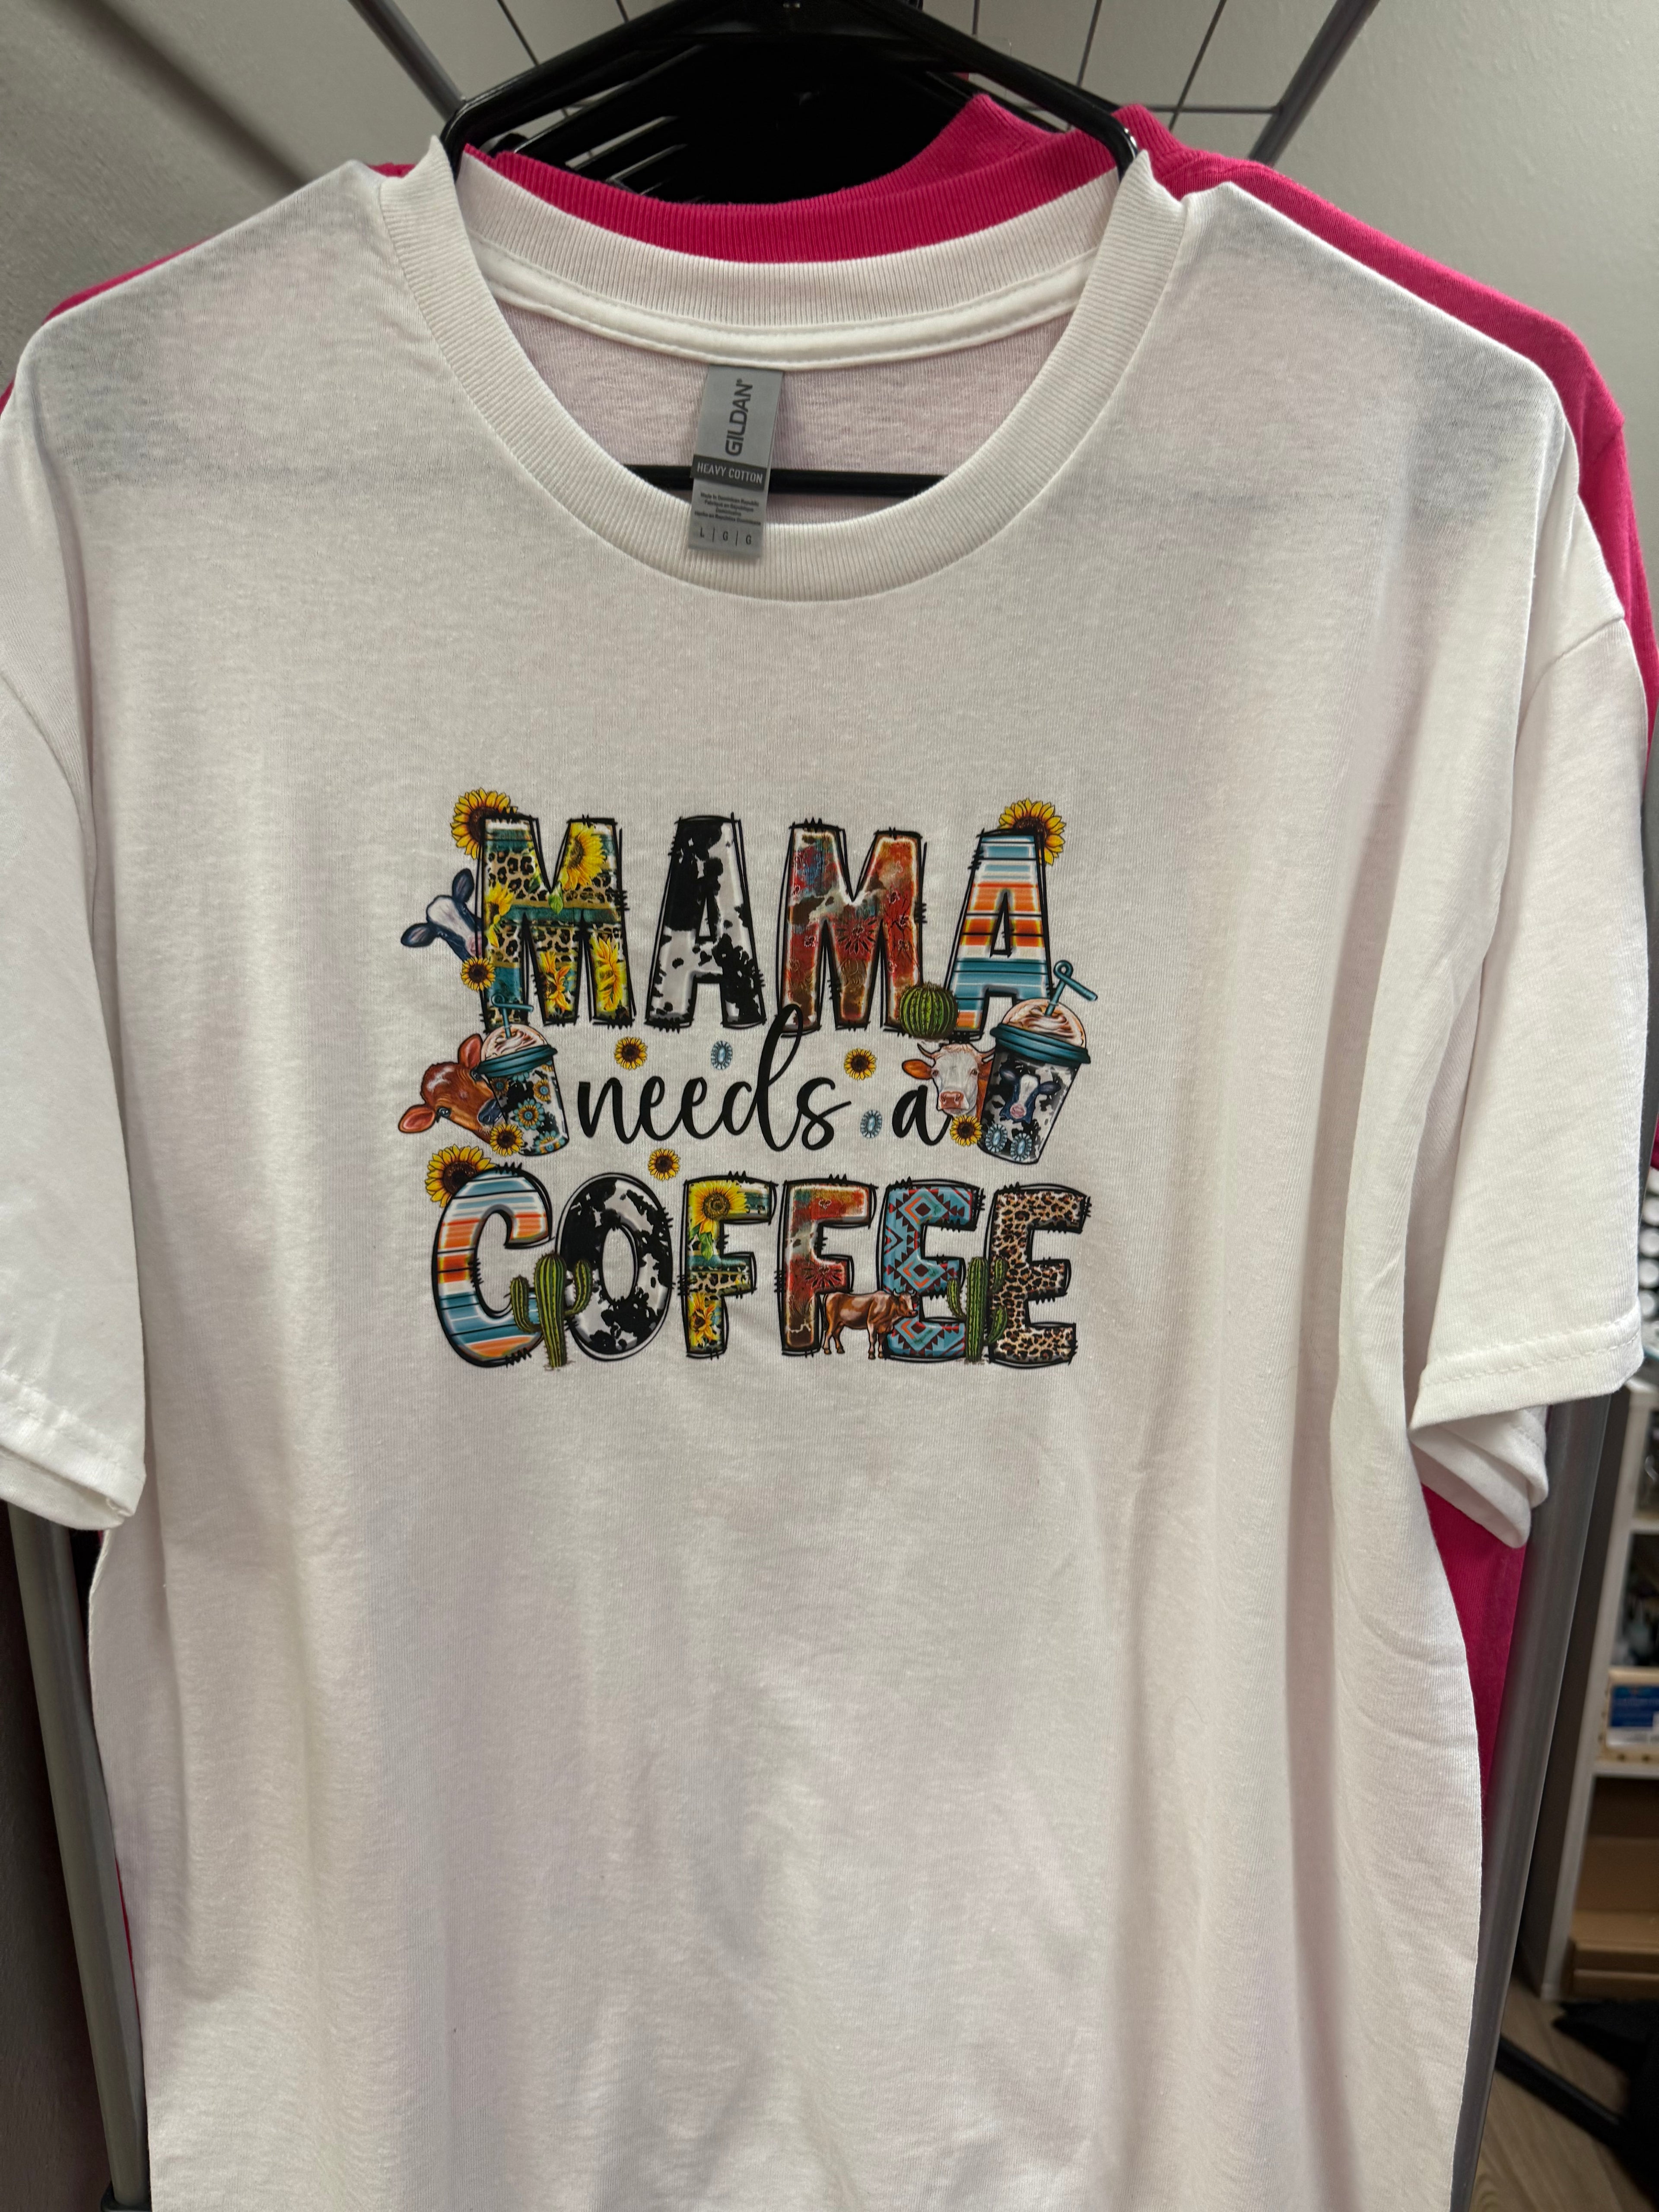 GILDAN
HEAVY COTTON
L | G | G
MAMA
needs a
COFFEE